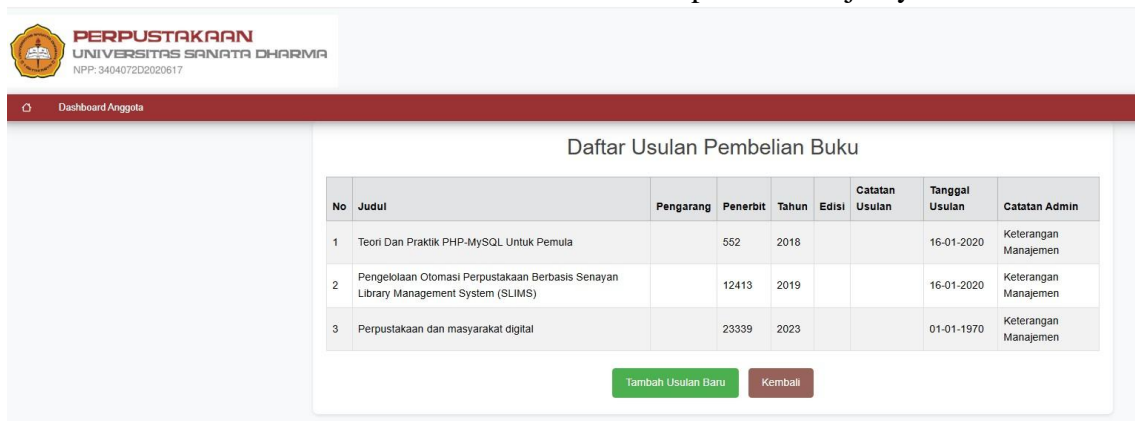 PERPUSTAKAAN
UNIVERSITAS SANATA DHARMA
NPP: 3404072D2020617
Dashboard Anggota
Daftar Usulan Pembelian Buku
No Judul Pengarang Penerbit Tahun Edisi Catatan Usulan Tanggal Usulan Catatan Admin
1 Teori Dan Praktik PHP-MySQL Untuk Pemula 552 2018 16-01-2020 Keterangan Manajemen
2 Pengelolaan Otomasi Perpustakaan Berbasis Senayan Library Management System (SLIMS) 12413 2019 16-01-2020 Keterangan Manajemen
3 Perpustakaan dan masyarakat digital 23339 2023 01-01-1970 Keterangan Manajemen
Tambah Usulan Baru Kembali